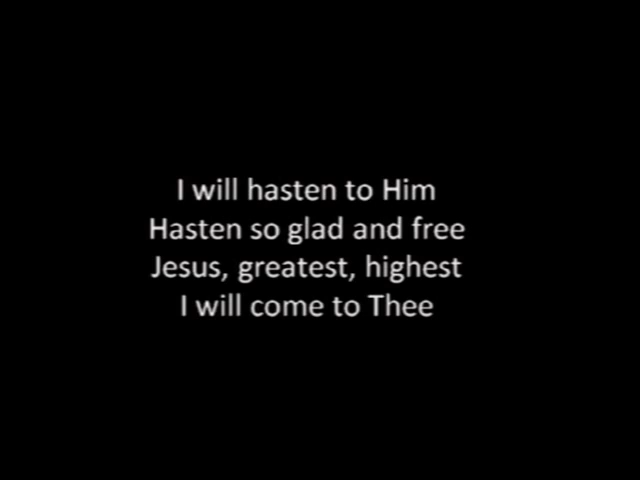 I will hasten to Him
Hasten so glad and free
Jesus, greatest, highest
I will come to Thee